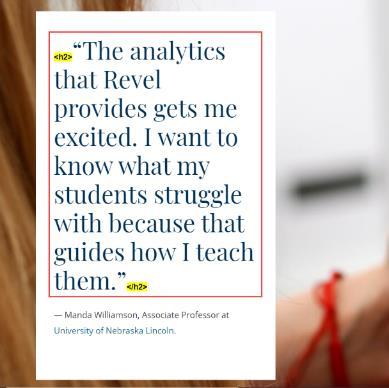 <h2>“The analytics
that Revel
provides gets me
excited. I want to
know what my
students struggle
with because that
guides how I teach
them.”</h2>
— Manda Williamson, Associate Professor at
University of Nebraska Lincoln.